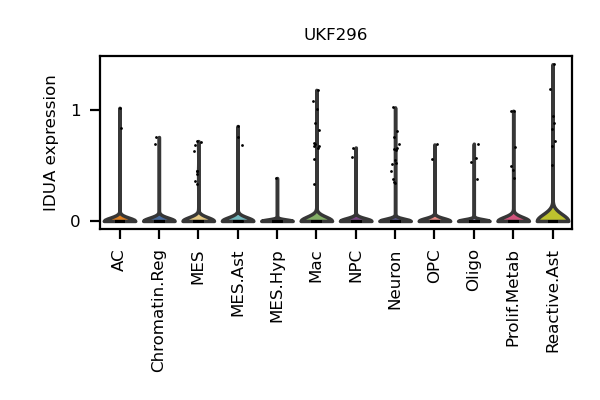 UKF296
IDUA expression
1
0
AC
Chromatin.Reg
MES
MES.Ast
MES.Hyp
Mac
NPC
Neuron
OPC
Oligo
Prolif.Metab
Reactive.Ast